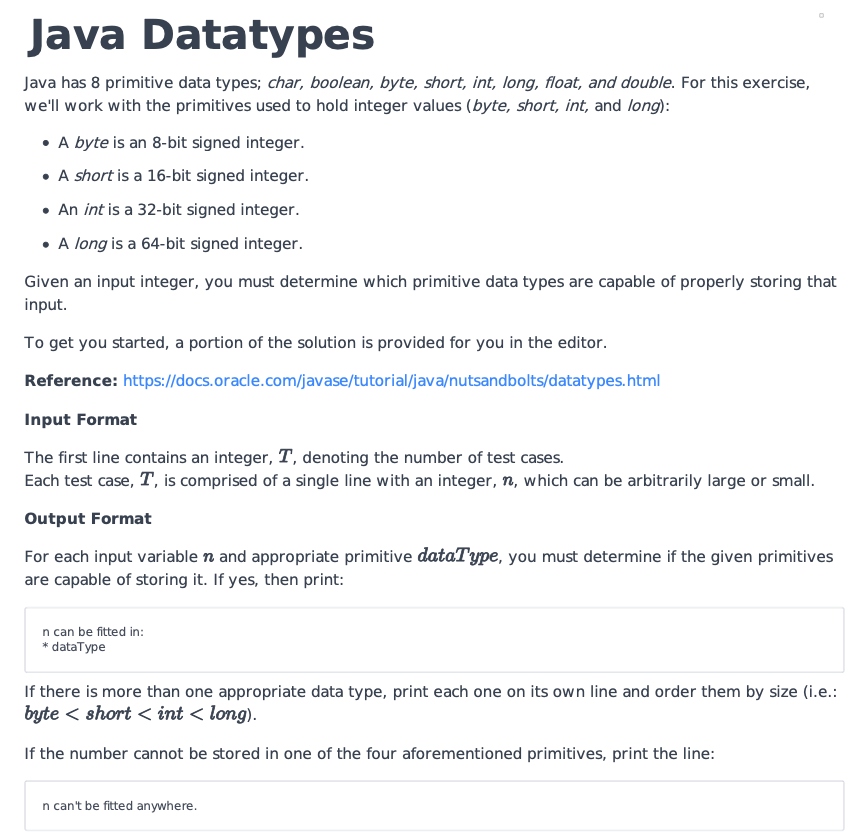 Java Datatypes
Java has 8 primitive data types; char, boolean, byte, short, int, long, float, and double. For this exercise,
we'll work with the primitives used to hold integer values (byte, short, int, and long):
• A byte is an 8-bit signed integer.
• A short is a 16-bit signed integer.
• An int is a 32-bit signed integer.
• A long is a 64-bit signed integer.
Given an input integer, you must determine which primitive data types are capable of properly storing that
input.
To get you started, a portion of the solution is provided for you in the editor.
Reference: https://docs.oracle.com/javase/tutorial/java/nutsandbolts/datatypes.html
Input Format
The first line contains an integer, T, denoting the number of test cases.
Each test case, T, is comprised of a single line with an integer, n, which can be arbitrarily large or small.
Output Format
For each input variable n and appropriate primitive dataType, you must determine if the given primitives
are capable of storing it. If yes, then print:
n can be fitted in:
* dataType
If there is more than one appropriate data type, print each one on its own line and order them by size (i.e.:
byte < short < int < long).
If the number cannot be stored in one of the four aforementioned primitives, print the line:
n can't be fitted anywhere.